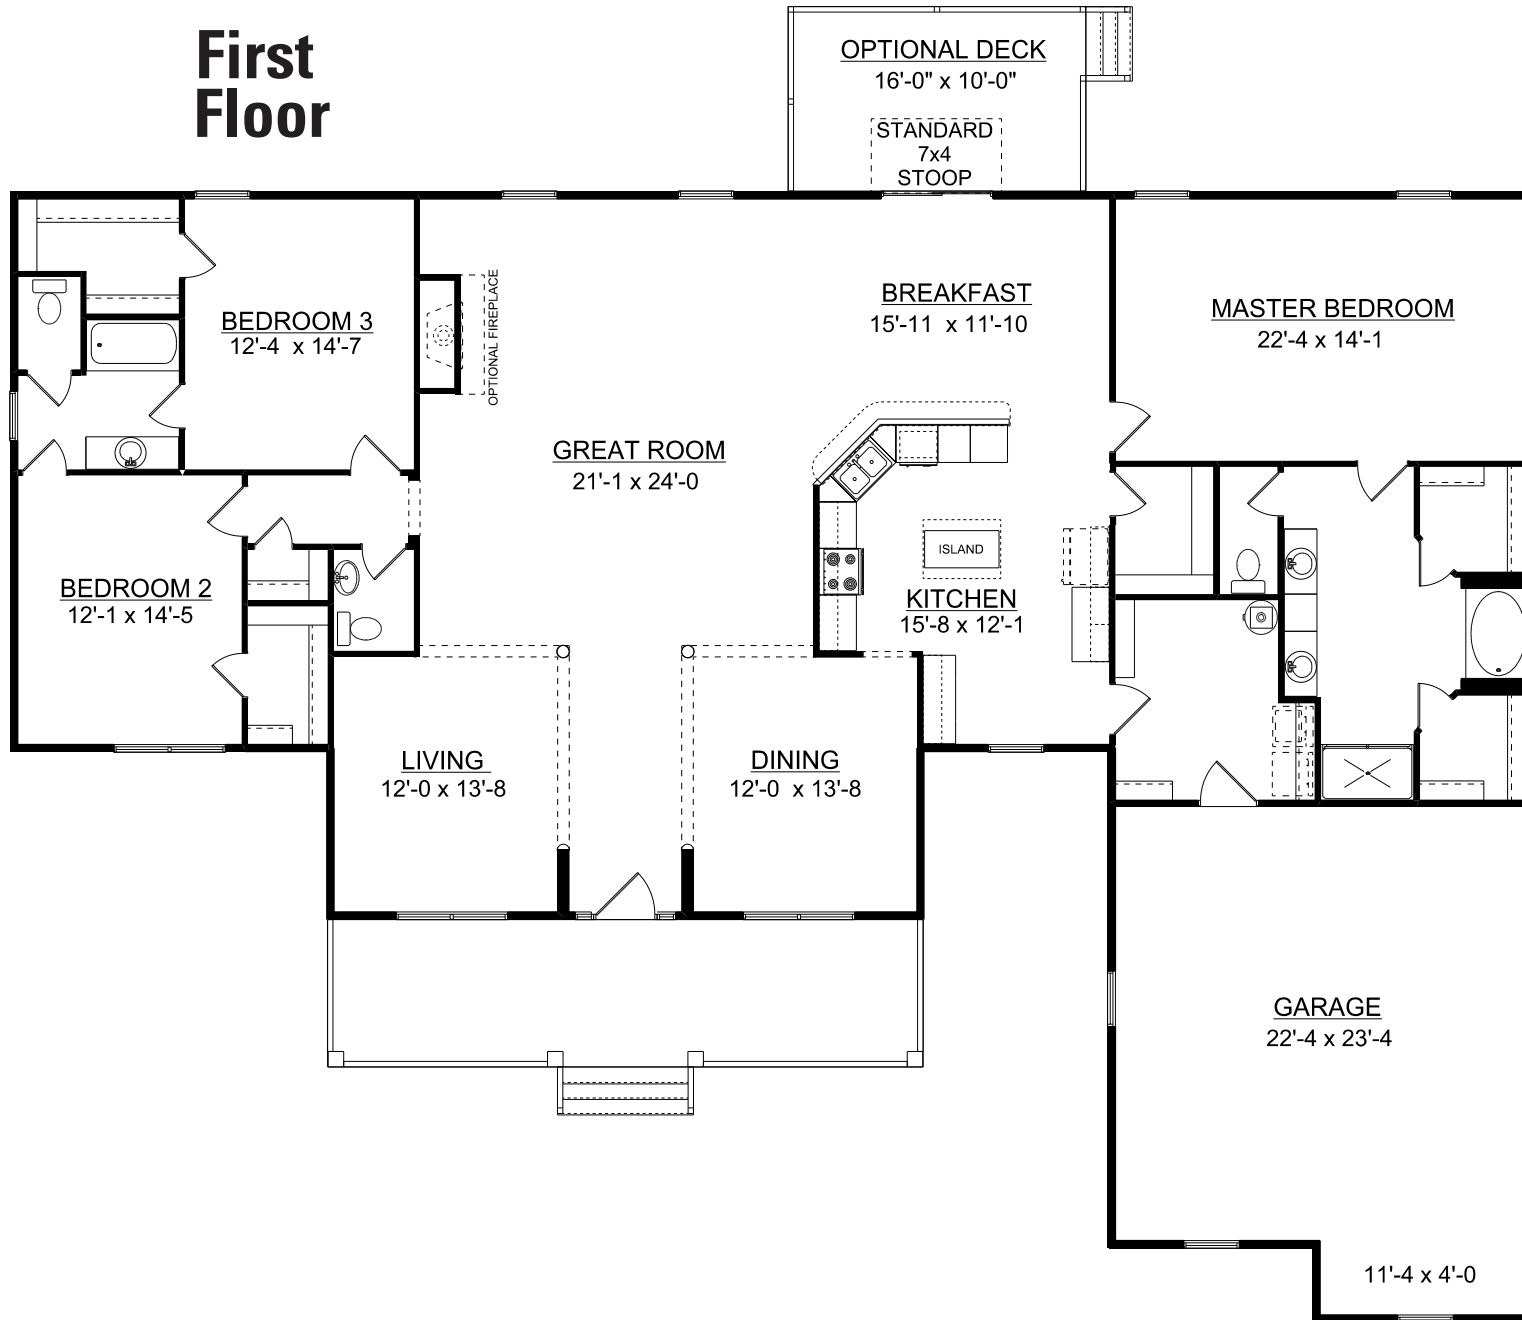 First
Floor
OPTIONAL DECK
16'-0" x 10'-0"
STANDARD
7x4
STOOP
BEDROOM 3
12'-4 x 14'-7
OPTIONAL FIREPLACE
BREAKFAST
15'-11 x 11'-10
MASTER BEDROOM
22'-4 x 14'-1
GREAT ROOM
21'-1 x 24'-0
ISLAND
BEDROOM 2
12'-1 x 14'-5
KITCHEN
15'-8 x 12'-1
LIVING
12'-0 x 13'-8
DINING
12'-0 x 13'-8
GARAGE
22'-4 x 23'-4
11'-4 x 4'-0